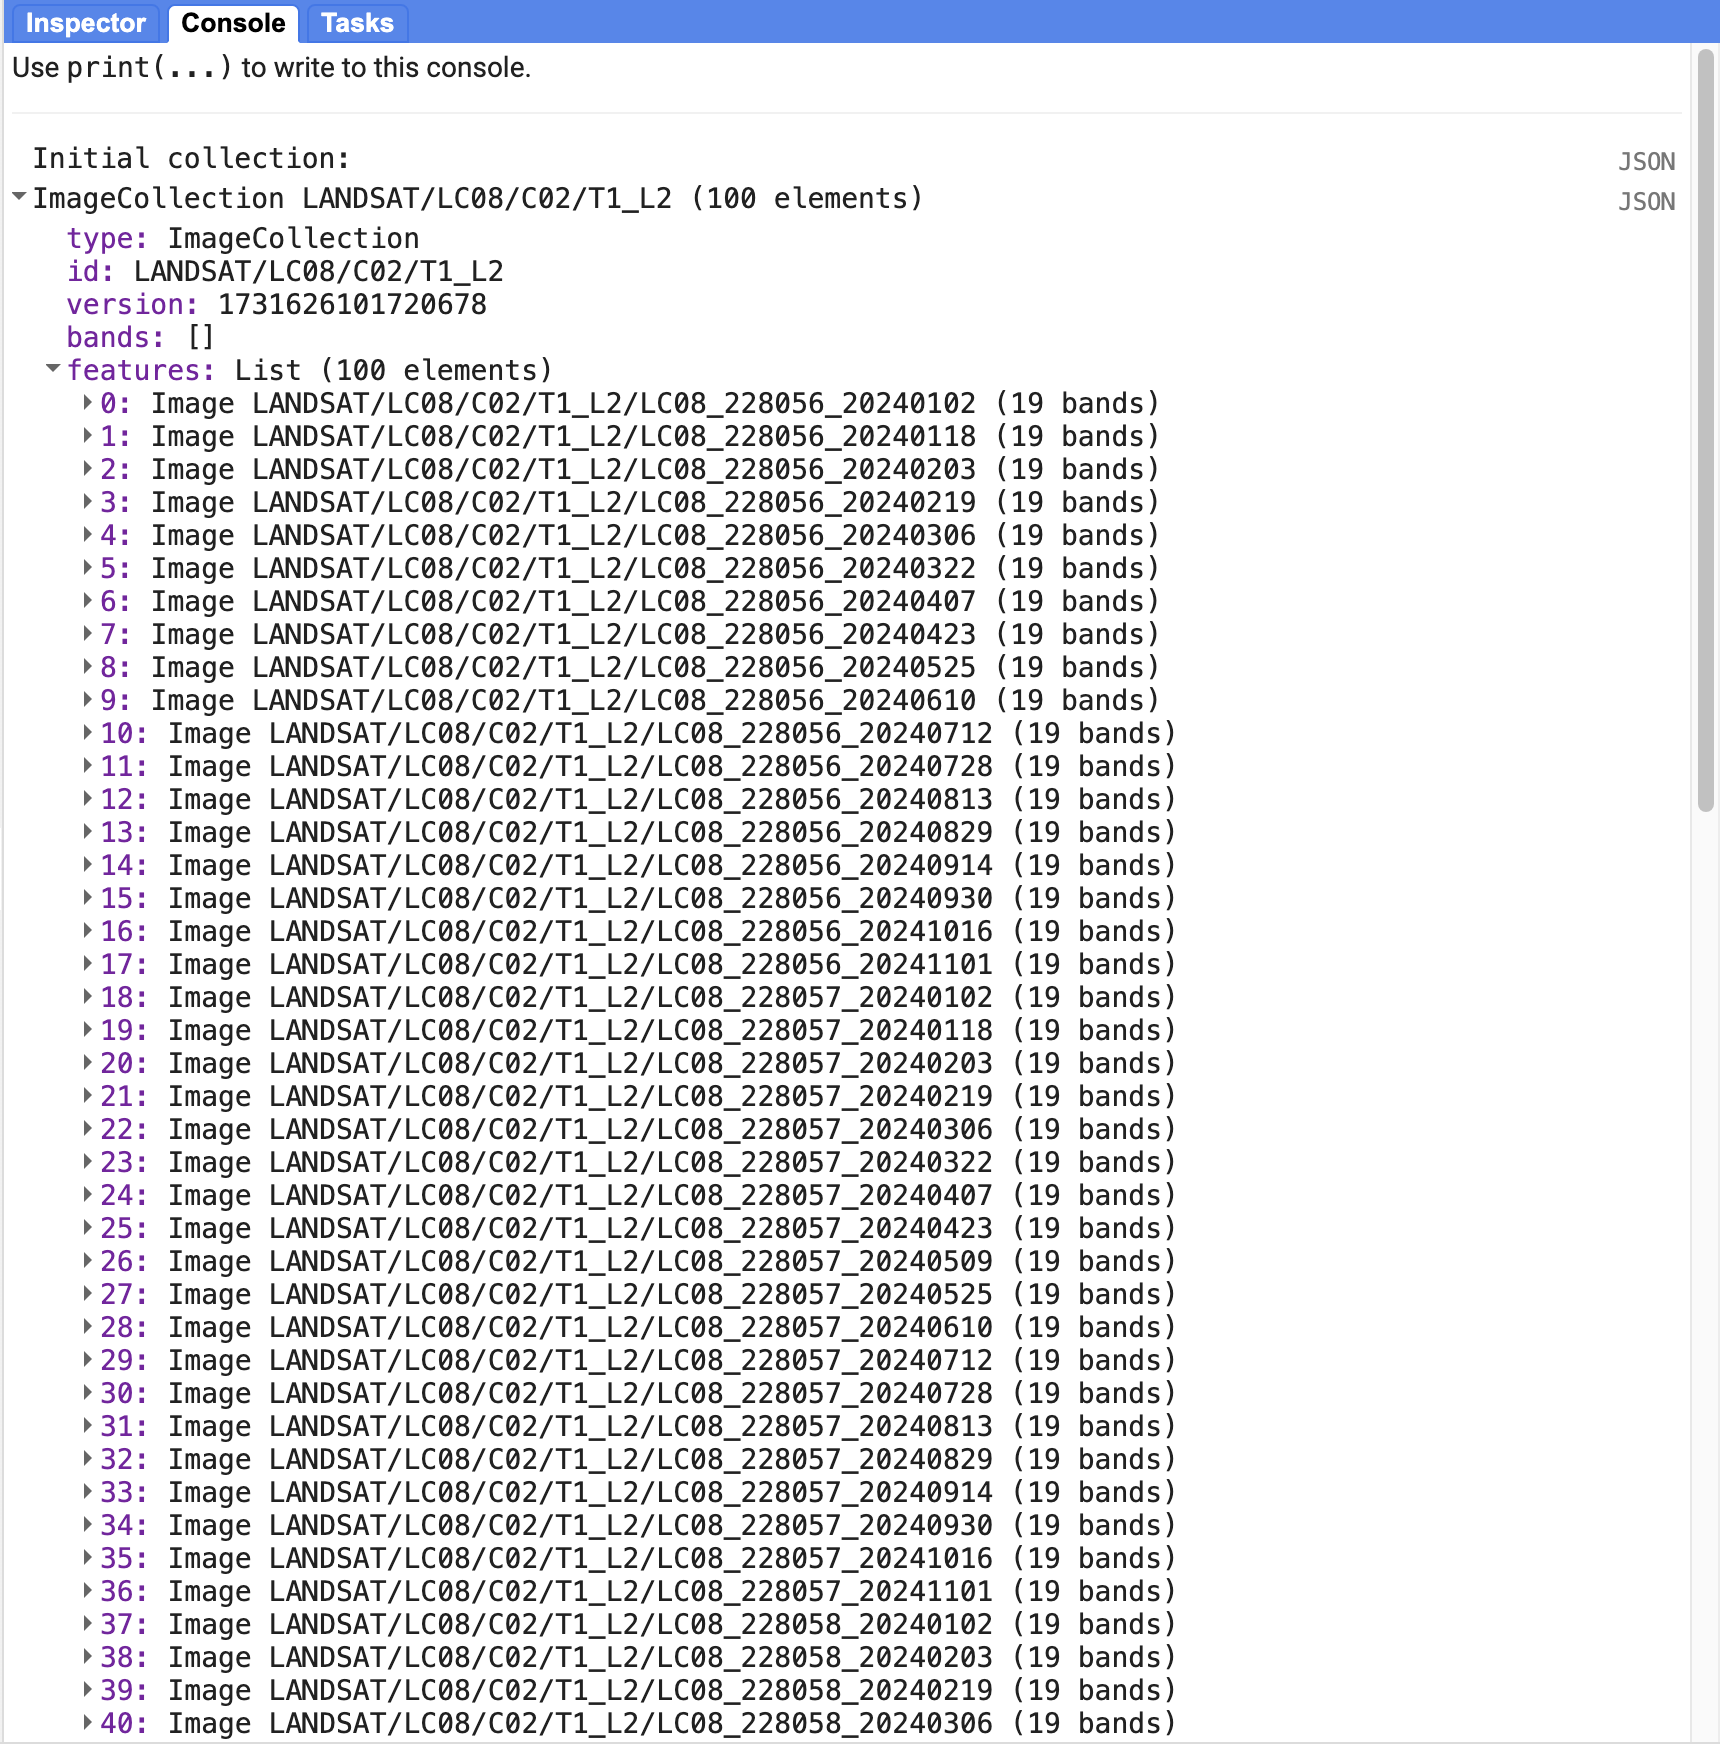 Inspector Console Tasks
Use print(...) to write to this console.
Initial collection: JSON
ImageCollection LANDSAT/LC08/C02/T1_L2 (100 elements) JSON
type: ImageCollection
id: LANDSAT/LC08/C02/T1_L2
version: 1731626101720678
bands: []
features: List (100 elements)
0: Image LANDSAT/LC08/C02/T1_L2/LC08_228056_20240102 (19 bands)
1: Image LANDSAT/LC08/C02/T1_L2/LC08_228056_20240118 (19 bands)
2: Image LANDSAT/LC08/C02/T1_L2/LC08_228056_20240203 (19 bands)
3: Image LANDSAT/LC08/C02/T1_L2/LC08_228056_20240219 (19 bands)
4: Image LANDSAT/LC08/C02/T1_L2/LC08_228056_20240306 (19 bands)
5: Image LANDSAT/LC08/C02/T1_L2/LC08_228056_20240322 (19 bands)
6: Image LANDSAT/LC08/C02/T1_L2/LC08_228056_20240407 (19 bands)
7: Image LANDSAT/LC08/C02/T1_L2/LC08_228056_20240423 (19 bands)
8: Image LANDSAT/LC08/C02/T1_L2/LC08_228056_20240525 (19 bands)
9: Image LANDSAT/LC08/C02/T1_L2/LC08_228056_20240610 (19 bands)
10: Image LANDSAT/LC08/C02/T1_L2/LC08_228056_20240712 (19 bands)
11: Image LANDSAT/LC08/C02/T1_L2/LC08_228056_20240728 (19 bands)
12: Image LANDSAT/LC08/C02/T1_L2/LC08_228056_20240813 (19 bands)
13: Image LANDSAT/LC08/C02/T1_L2/LC08_228056_20240829 (19 bands)
14: Image LANDSAT/LC08/C02/T1_L2/LC08_228056_20240914 (19 bands)
15: Image LANDSAT/LC08/C02/T1_L2/LC08_228056_20240930 (19 bands)
16: Image LANDSAT/LC08/C02/T1_L2/LC08_228056_20241016 (19 bands)
17: Image LANDSAT/LC08/C02/T1_L2/LC08_228056_20241101 (19 bands)
18: Image LANDSAT/LC08/C02/T1_L2/LC08_228057_20240102 (19 bands)
19: Image LANDSAT/LC08/C02/T1_L2/LC08_228057_20240118 (19 bands)
20: Image LANDSAT/LC08/C02/T1_L2/LC08_228057_20240203 (19 bands)
21: Image LANDSAT/LC08/C02/T1_L2/LC08_228057_20240219 (19 bands)
22: Image LANDSAT/LC08/C02/T1_L2/LC08_228057_20240306 (19 bands)
23: Image LANDSAT/LC08/C02/T1_L2/LC08_228057_20240322 (19 bands)
24: Image LANDSAT/LC08/C02/T1_L2/LC08_228057_20240407 (19 bands)
25: Image LANDSAT/LC08/C02/T1_L2/LC08_228057_20240423 (19 bands)
26: Image LANDSAT/LC08/C02/T1_L2/LC08_228057_20240509 (19 bands)
27: Image LANDSAT/LC08/C02/T1_L2/LC08_228057_20240525 (19 bands)
28: Image LANDSAT/LC08/C02/T1_L2/LC08_228057_20240610 (19 bands)
29: Image LANDSAT/LC08/C02/T1_L2/LC08_228057_20240712 (19 bands)
30: Image LANDSAT/LC08/C02/T1_L2/LC08_228057_20240728 (19 bands)
31: Image LANDSAT/LC08/C02/T1_L2/LC08_228057_20240813 (19 bands)
32: Image LANDSAT/LC08/C02/T1_L2/LC08_228057_20240829 (19 bands)
33: Image LANDSAT/LC08/C02/T1_L2/LC08_228057_20240914 (19 bands)
34: Image LANDSAT/LC08/C02/T1_L2/LC08_228057_20240930 (19 bands)
35: Image LANDSAT/LC08/C02/T1_L2/LC08_228057_20241016 (19 bands)
36: Image LANDSAT/LC08/C02/T1_L2/LC08_228057_20241101 (19 bands)
37: Image LANDSAT/LC08/C02/T1_L2/LC08_228058_20240102 (19 bands)
38: Image LANDSAT/LC08/C02/T1_L2/LC08_228058_20240203 (19 bands)
39: Image LANDSAT/LC08/C02/T1_L2/LC08_228058_20240219 (19 bands)
40: Image LANDSAT/LC08/C02/T1_L2/LC08_228058_20240306 (19 bands)